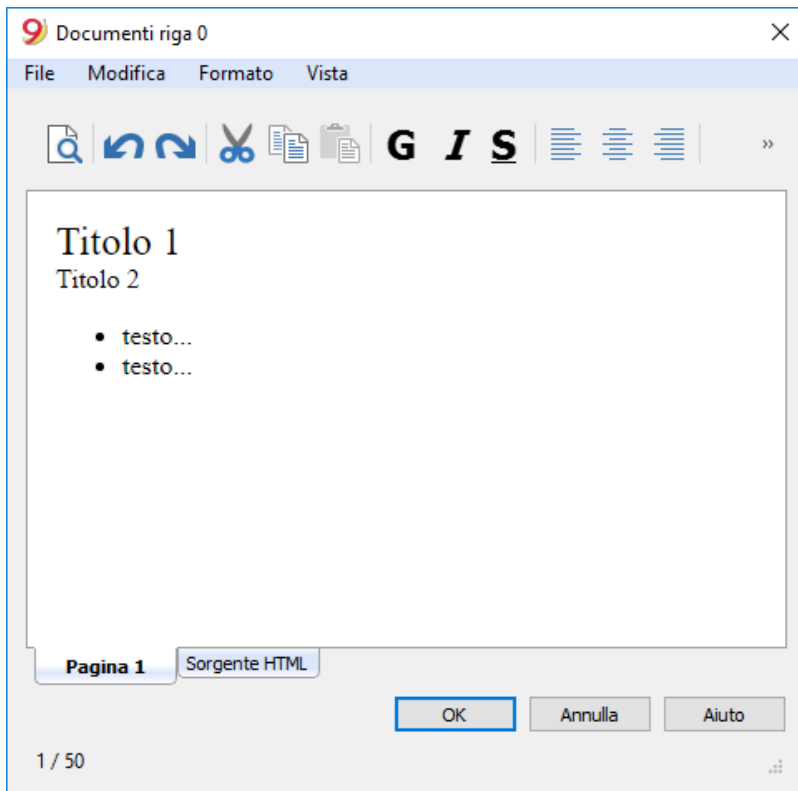 Documenti riga 0
File Modifica Formato Vista
G I S »
Titolo 1
Titolo 2
• testo...
• testo...
Pagina 1 Sorgente HTML
OK Annulla Aiuto
1 / 50